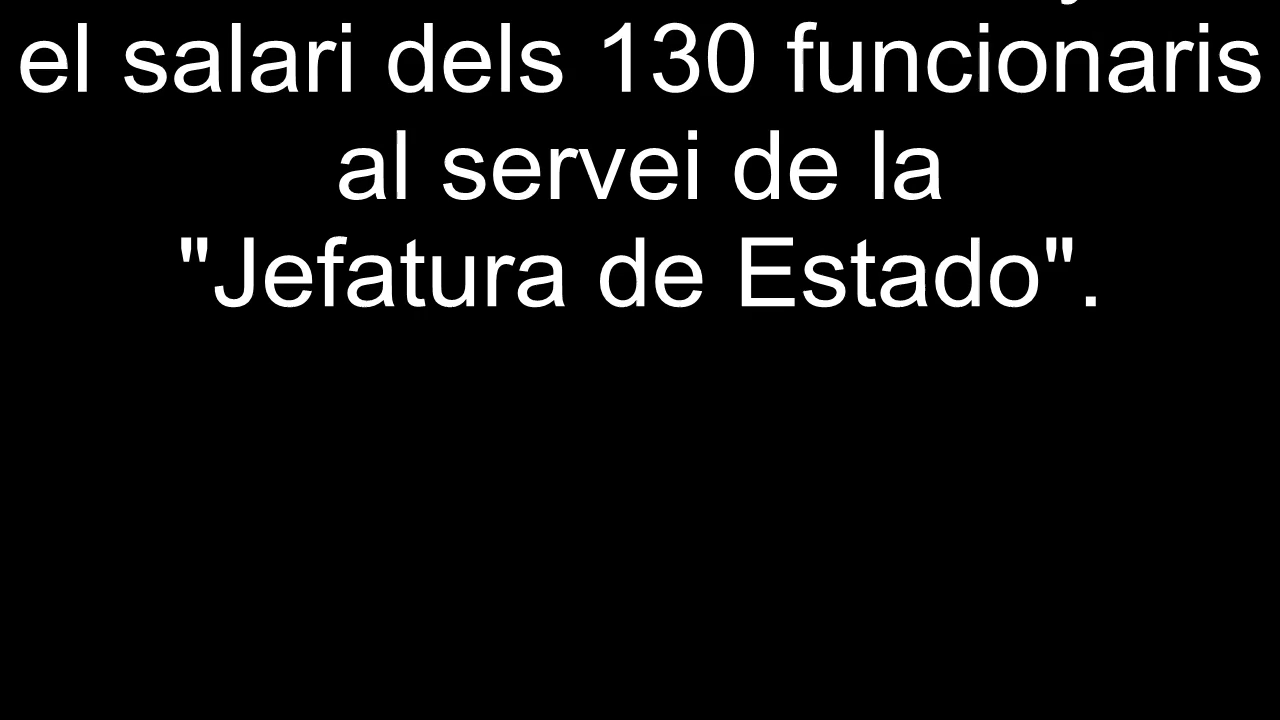 el salari dels 130 funcionaris
al servei de la
"Jefatura de Estado".